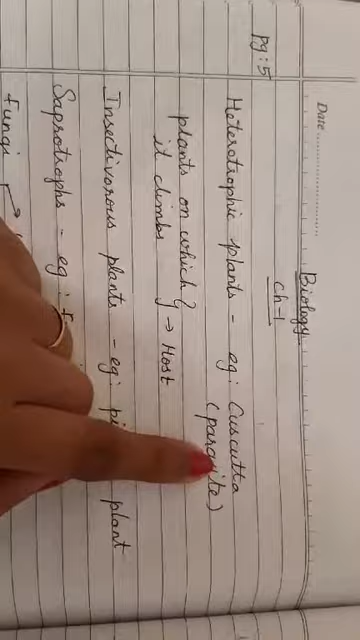 Date
Biology
ch-1
pg: 5
Heterotrophic plants - eg: Cuscutta
(parasite)
plants on which } → Host
it climbs
Insectivorous plants - eg: plant
Saprotrophs - eg:
Fungi →